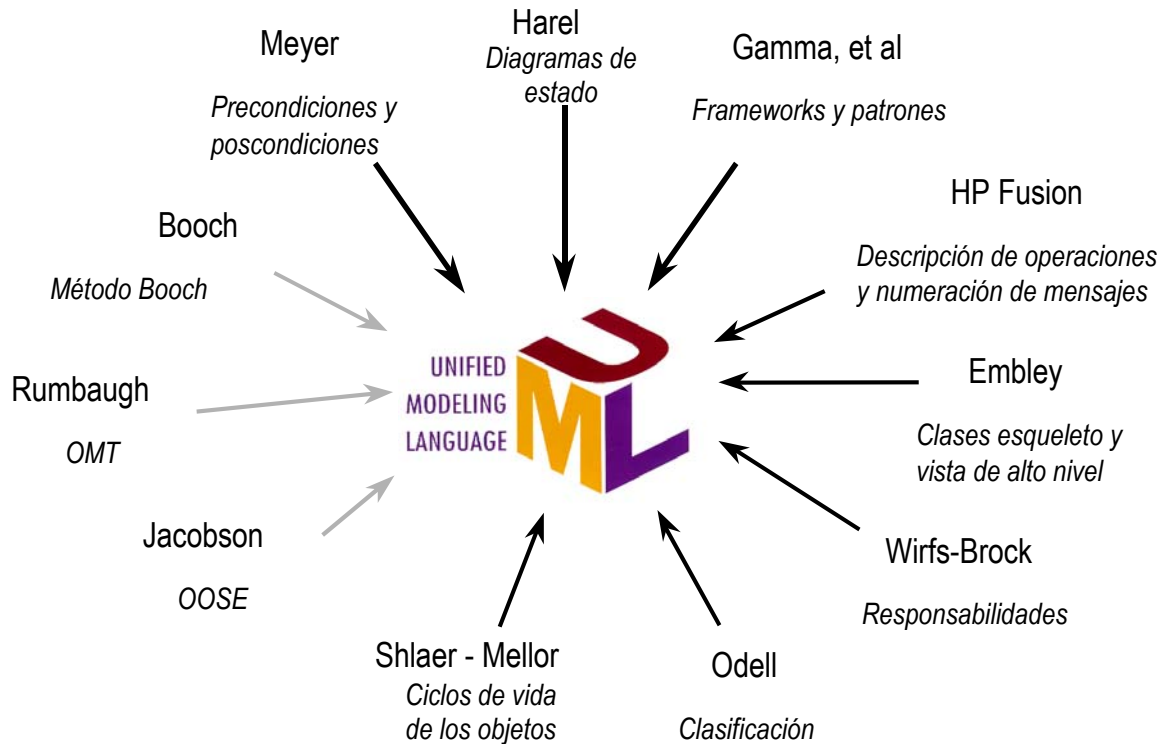 Meyer
Precondiciones y
poscondiciones
Harel
Diagramas de
estado
Gamma, et al
Frameworks y patrones
Booch
Método Booch
HP Fusion
Descripción de operaciones
y numeración de mensajes
Rumbaugh
OMT
UNIFIED
MODELING
LANGUAGE
UML
Embley
Clases esqueleto y
vista de alto nivel
Jacobson
OOSE
Wirfs-Brock
Responsabilidades
Shlaer - Mellor
Ciclos de vida
de los objetos
Odell
Clasificación